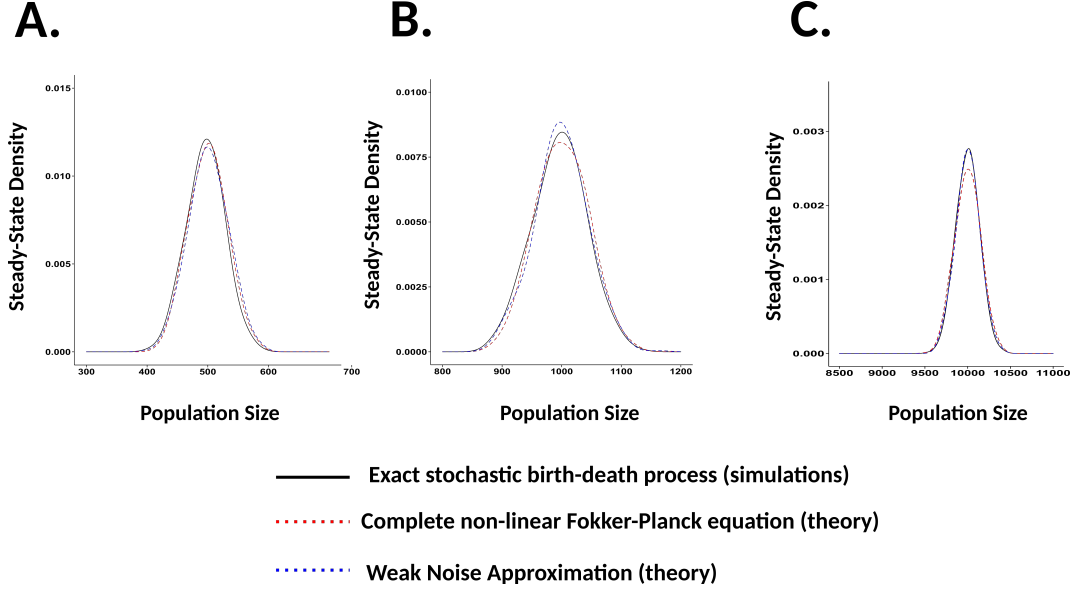 A.
B.
C.
Steady-State Density
0.015
0.010
0.005
0.000
300 400 500 600 700
Population Size
Steady-State Density
0.0100
0.0075
0.0050
0.0025
0.0000
800 900 1000 1100 1200
Population Size
Steady-State Density
0.003
0.002
0.001
0.000
8500 9000 9500 10000 10500 11000
Population Size
Exact stochastic birth-death process (simulations)
Complete non-linear Fokker-Planck equation (theory)
Weak Noise Approximation (theory)